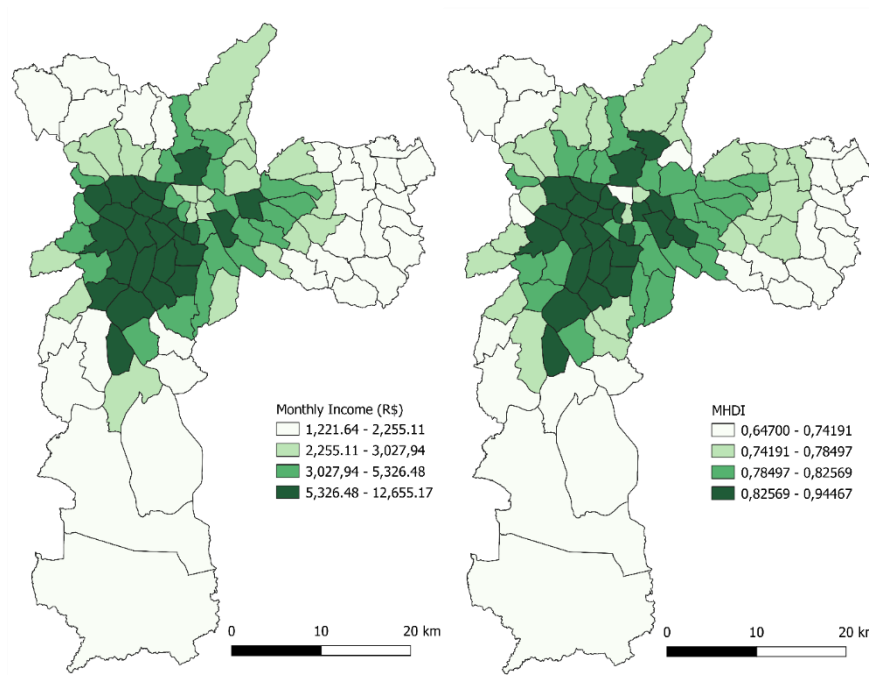 Monthly Income (R$)
1,221.64 - 2,255.11
2,255.11 - 3,027,94
3,027,94 - 5,326.48
5,326.48 - 12,655.17
0 10 20 km
MHDI
0,64700 - 0,74191
0,74191 - 0,78497
0,78497 - 0,82569
0,82569 - 0,94467
0 10 20 km